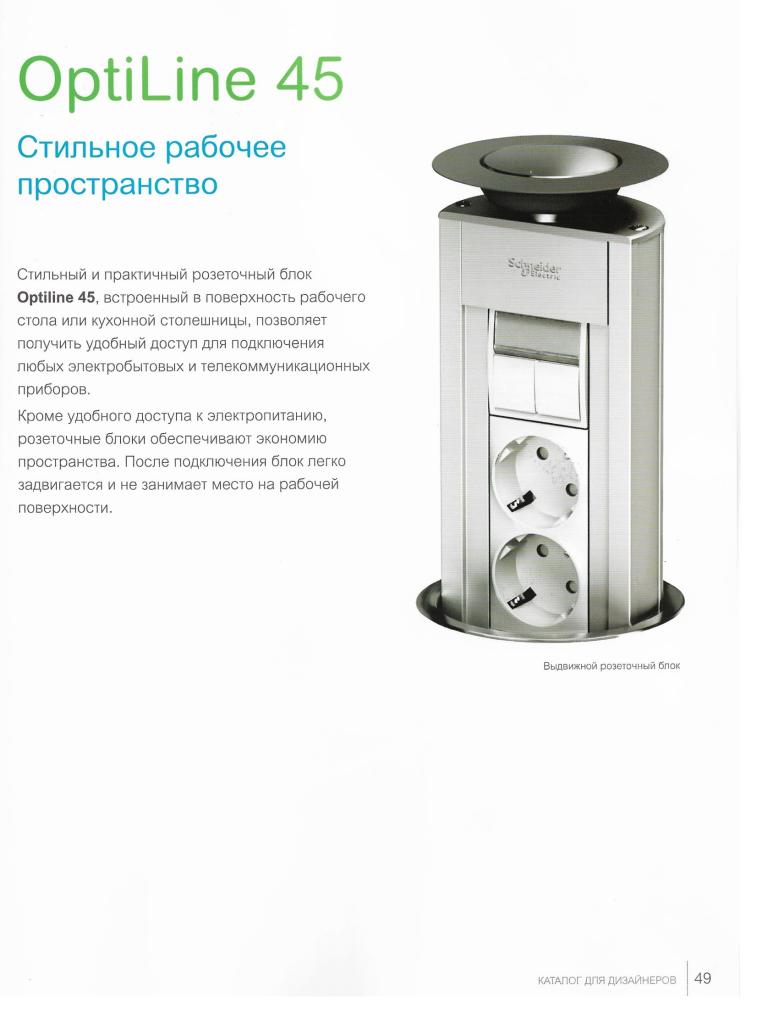 OptiLine 45
Стильное рабочее
пространство
Стильный и практичный розеточный блок
Optiline 45, встроенный в поверхность рабочего
стола или кухонной столешницы, позволяет
получить удобный доступ для подключения
любых электробытовых и телекоммуникационных
приборов.
Кроме удобного доступа к электропитанию,
розеточные блоки обеспечивают экономию
пространства. После подключения блок легко
задвигается и не занимает место на рабочей
поверхности.
Schneider
Electric
Выдвижной розеточный блок
КАТАЛОГ ДЛЯ ДИЗАЙНЕРОВ 49